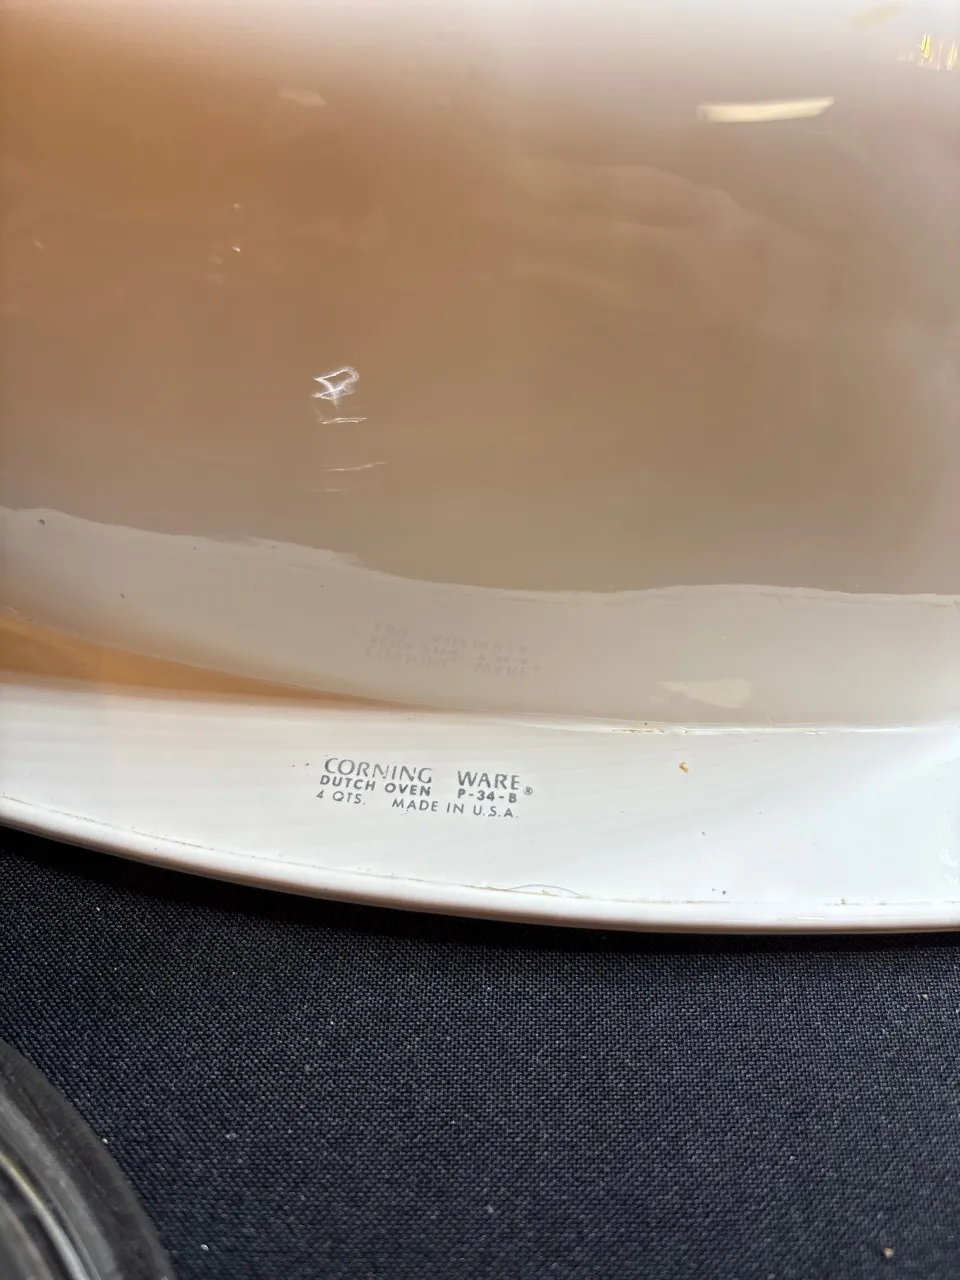 CORNING WARE®
DUTCH OVEN P-34-B
4 QTS. MADE IN U.S.A.